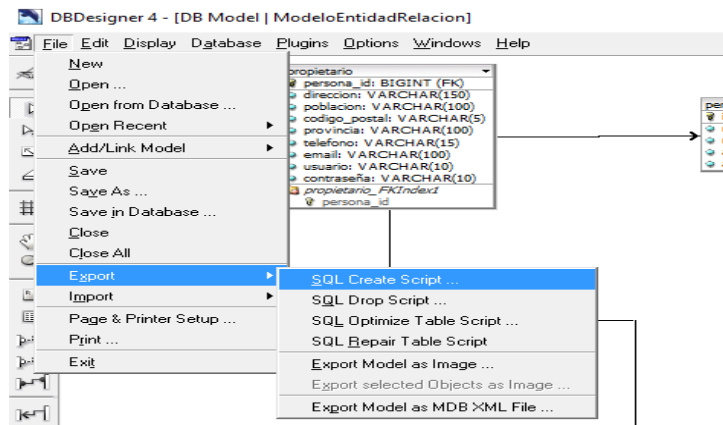 DBDesigner 4 - [DB Model | ModeloEntidadRelacion]
File Edit Display Database Plugins Options Windows Help
New
Open ...
Open from Database ...
Open Recent
Add/Link Model
Save
Save As ...
Save in Database ...
Close
Close All
Export
Import
Page & Printer Setup ...
Print ...
Exit
propietario
persona_id: BIGINT (FK)
direccion: VARCHAR(150)
poblacion: VARCHAR(100)
codigo_postal: VARCHAR(5)
provincia: VARCHAR(100)
telefono: VARCHAR(15)
email: VARCHAR(100)
usuario: VARCHAR(10)
contraseña: VARCHAR(10)
propietario_FKIndex1
persona_id
per
SQL Create Script ...
SQL Drop Script ...
SQL Optimize Table Script ...
SQL Repair Table Script
Export Model as Image ...
Export selected Objects as Image ...
Export Model as MDB XML File ...